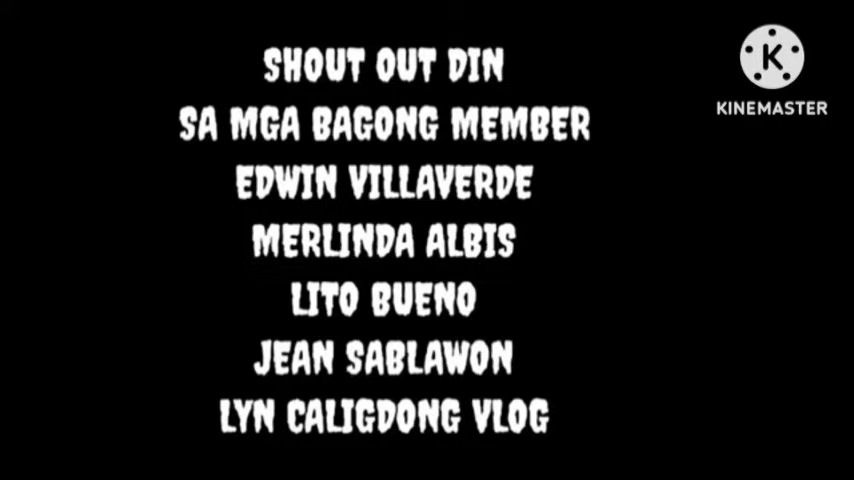 SHOUT OUT DIN
SA MGA BAGONG MEMBER
EDWIN VILLAVERDE
MERLINDA ALBIS
LITO BUENO
JEAN SABLAWON
LYN CALIGDONG VLOG
K
KINEMASTER